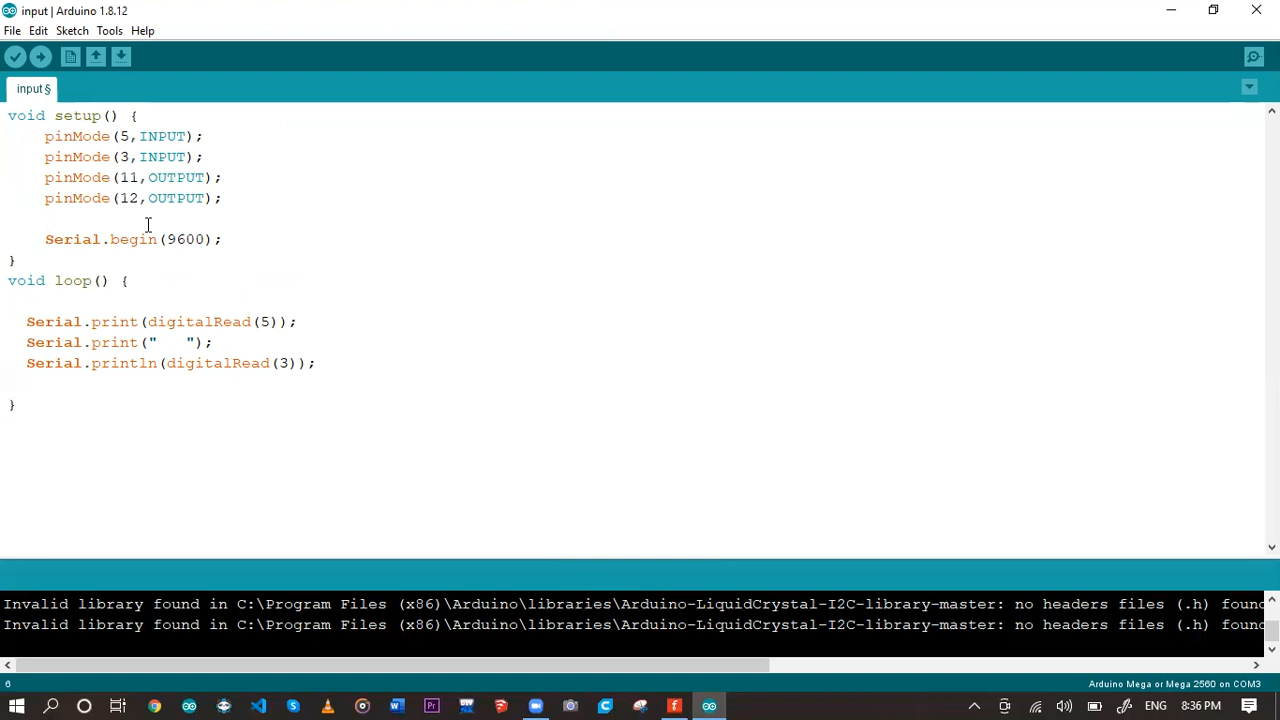 input | Arduino 1.8.12
File Edit Sketch Tools Help
input §
void setup() {
    pinMode(5,INPUT);
    pinMode(3,INPUT);
    pinMode(11,OUTPUT);
    pinMode(12,OUTPUT);
    Serial.begin(9600);
}
void loop() {
  Serial.print(digitalRead(5));
  Serial.print("   ");
  Serial.println(digitalRead(3));
}
Invalid library found in C:\Program Files (x86)\Arduino\libraries\Arduino-LiquidCrystal-I2C-library-master: no headers files (.h) found
Invalid library found in C:\Program Files (x86)\Arduino\libraries\Arduino-LiquidCrystal-I2C-library-master: no headers files (.h) found
6
Arduino Mega or Mega 2560 on COM3
ENG 8:36 PM